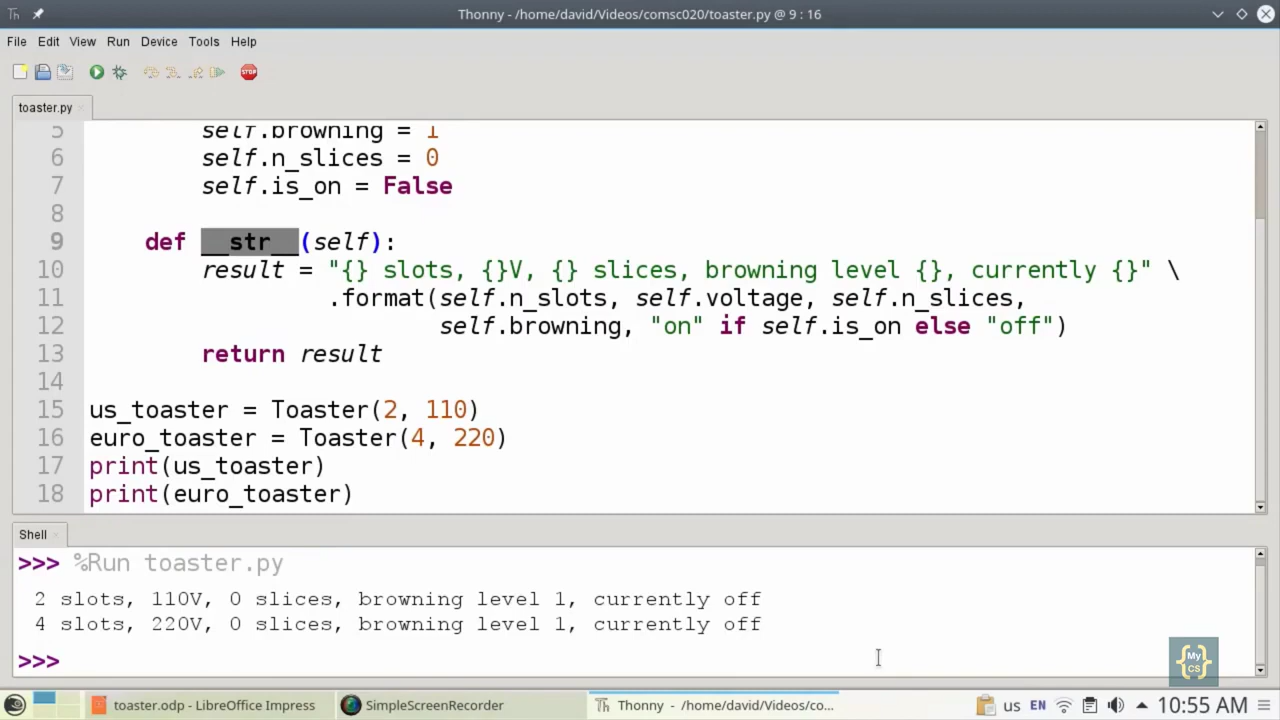 Th Thonny - /home/david/Videos/comsc020/toaster.py @ 9 : 16
File Edit View Run Device Tools Help
STOP
toaster.py
5 self.browning = 1
6 self.n_slices = 0
7 self.is_on = False
8
9 def __str__(self):
10 result = "{} slots, {}V, {} slices, browning level {}, currently {}" \
11 .format(self.n_slots, self.voltage, self.n_slices,
12 self.browning, "on" if self.is_on else "off")
13 return result
14
15 us_toaster = Toaster(2, 110)
16 euro_toaster = Toaster(4, 220)
17 print(us_toaster)
18 print(euro_toaster)
Shell
>>> %Run toaster.py
2 slots, 110V, 0 slices, browning level 1, currently off
4 slots, 220V, 0 slices, browning level 1, currently off
>>>
{My
cs}
toaster.odp - LibreOffice Impress SimpleScreenRecorder Th Thonny - /home/david/Videos/co... us EN 10:55 AM